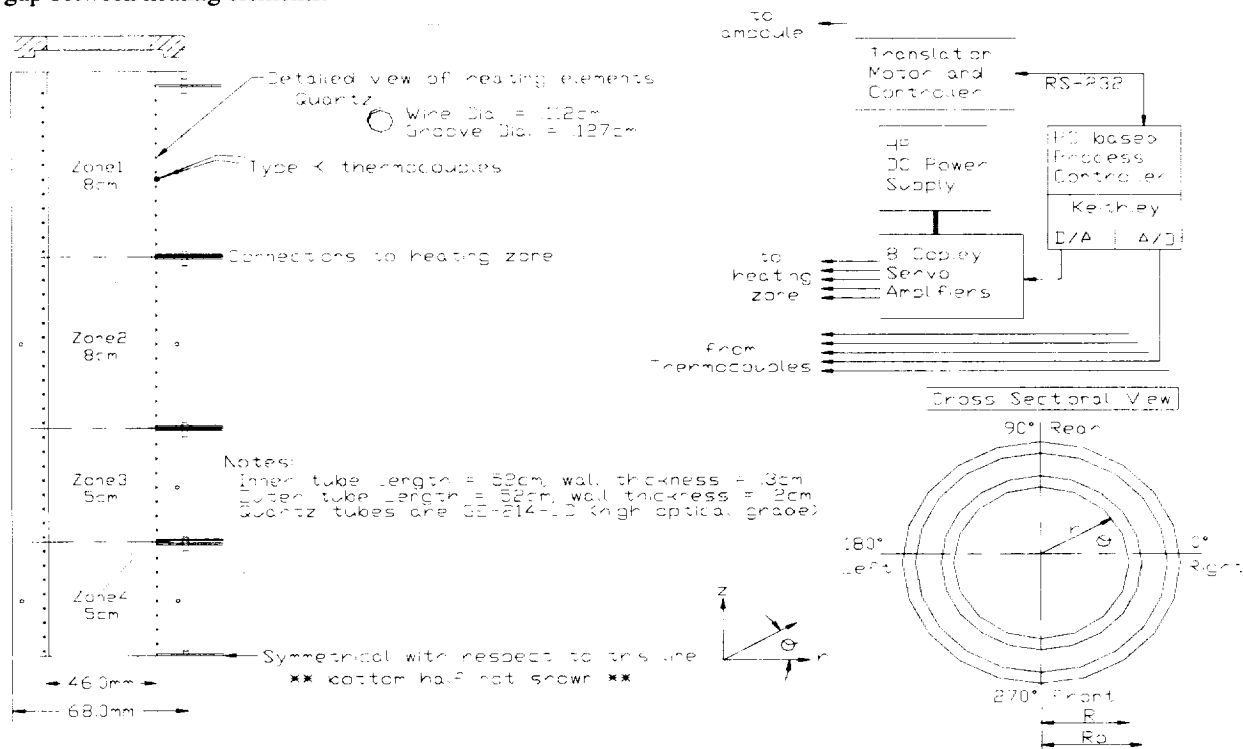 gap between heating elements.
to
ampoule
Translation
Motor and
Controller
RS-232
PC based
Process
Controller
Keithley
D/A A/D
HP
DC Power
Supply
8 Copley
Servo
Amplifiers
to
heating
zone
from
Thermocouples
Detailed view of heating elements
Quartz
Wire Dia. = .112cm
Groove Dia. = .127cm
Type K thermocouples
Connections to heating zone
Zone1
8cm
Zone2
8cm
Zone3
5cm
Zone4
5cm
Notes:
Inner tube length = 52cm, wall thickness = .3cm
Outer tube length = 52cm, wall thickness = .2cm
Quartz tubes are GE-214-LD (high optical grade)
Symmetrical with respect to this line
** bottom half not shown **
46.0mm
68.0mm
z
θ
r
Cross Sectional View
90° Rear
180°
Left
0°
Right
r
θ
270° Front
R
Ro